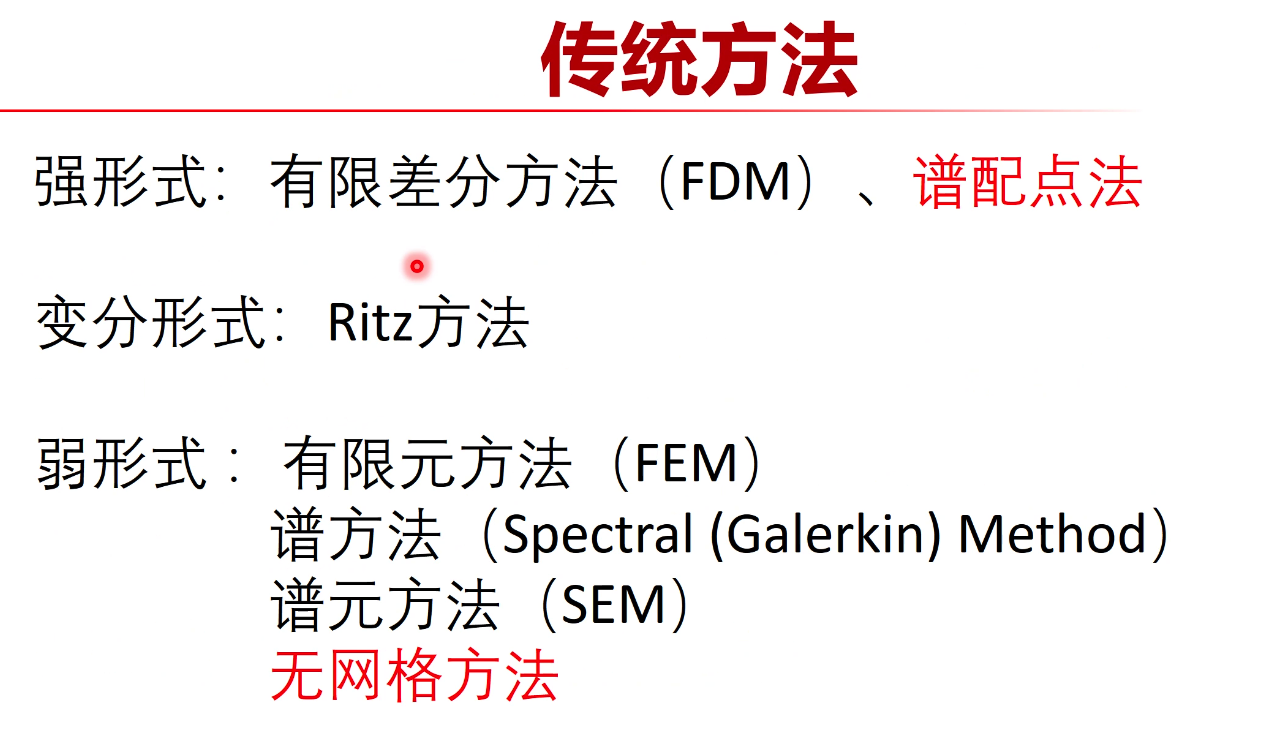 传统方法
强形式：有限差分方法（FDM）、谱配点法
变分形式：Ritz方法
弱形式：有限元方法（FEM）
谱方法（Spectral (Galerkin) Method）
谱元方法（SEM）
无网格方法